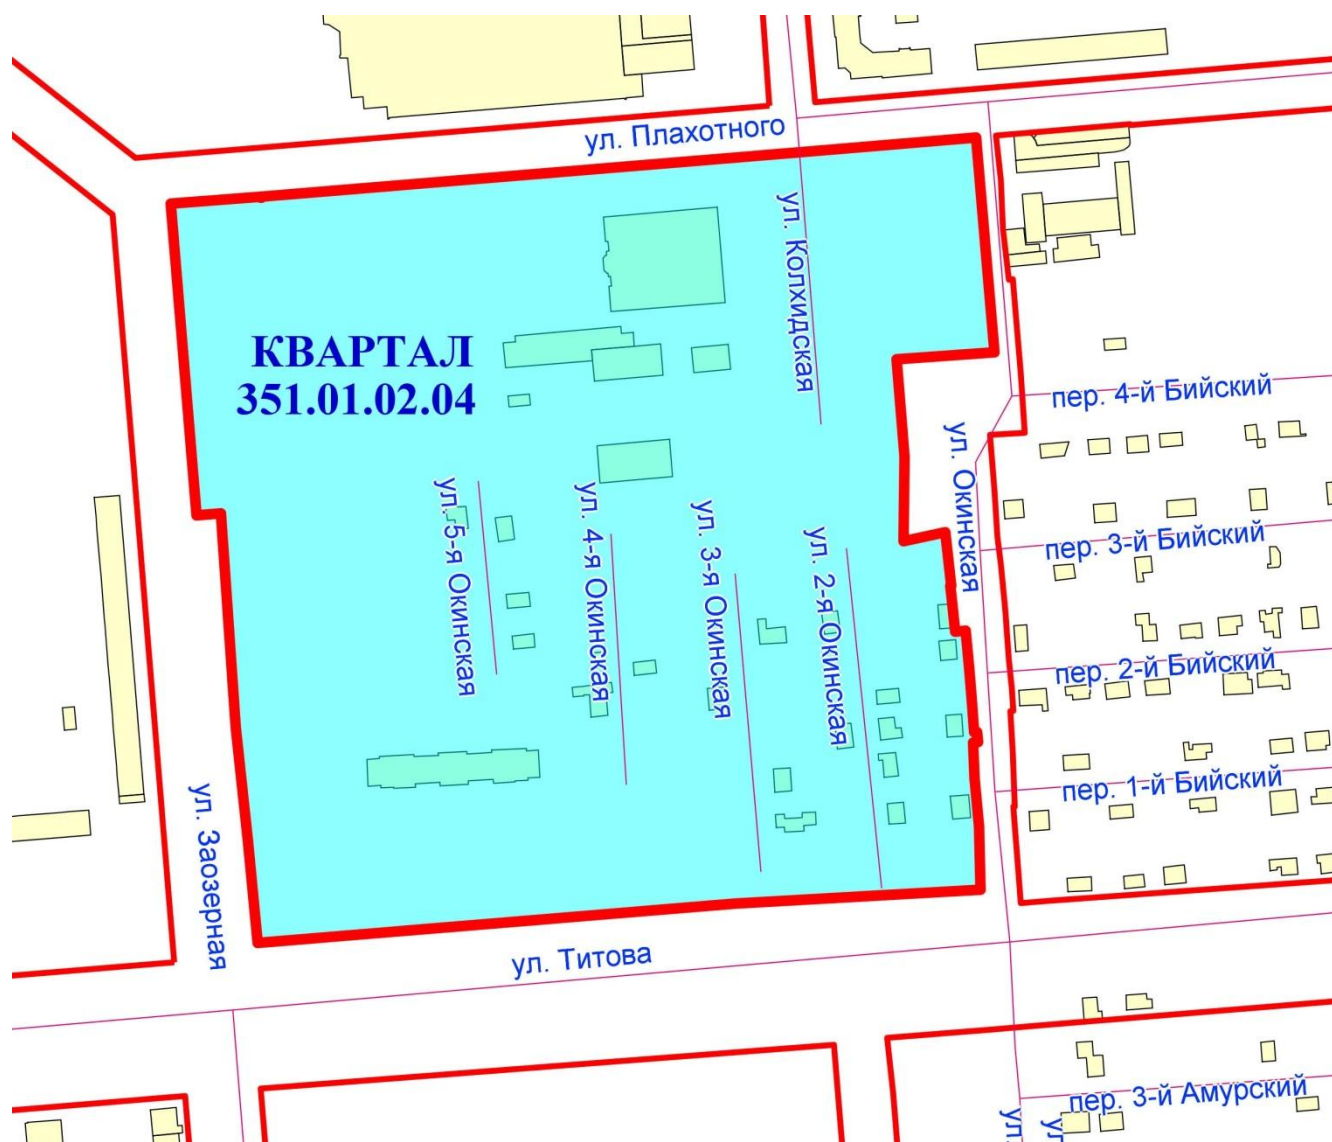 ул. Плахотного
ул. Колхидская
КВАРТАЛ
351.01.02.04
пер. 4-й Бийский
ул. Окинская
ул. 5-я Окинская
ул. 4-я Окинская
ул. 3-я Окинская
ул. 2-я Окинская
пер. 3-й Бийский
пер. 2-й Бийский
пер. 1-й Бийский
ул. Заозерная
ул. Титова
пер. 3-й Амурский
ул.
ул